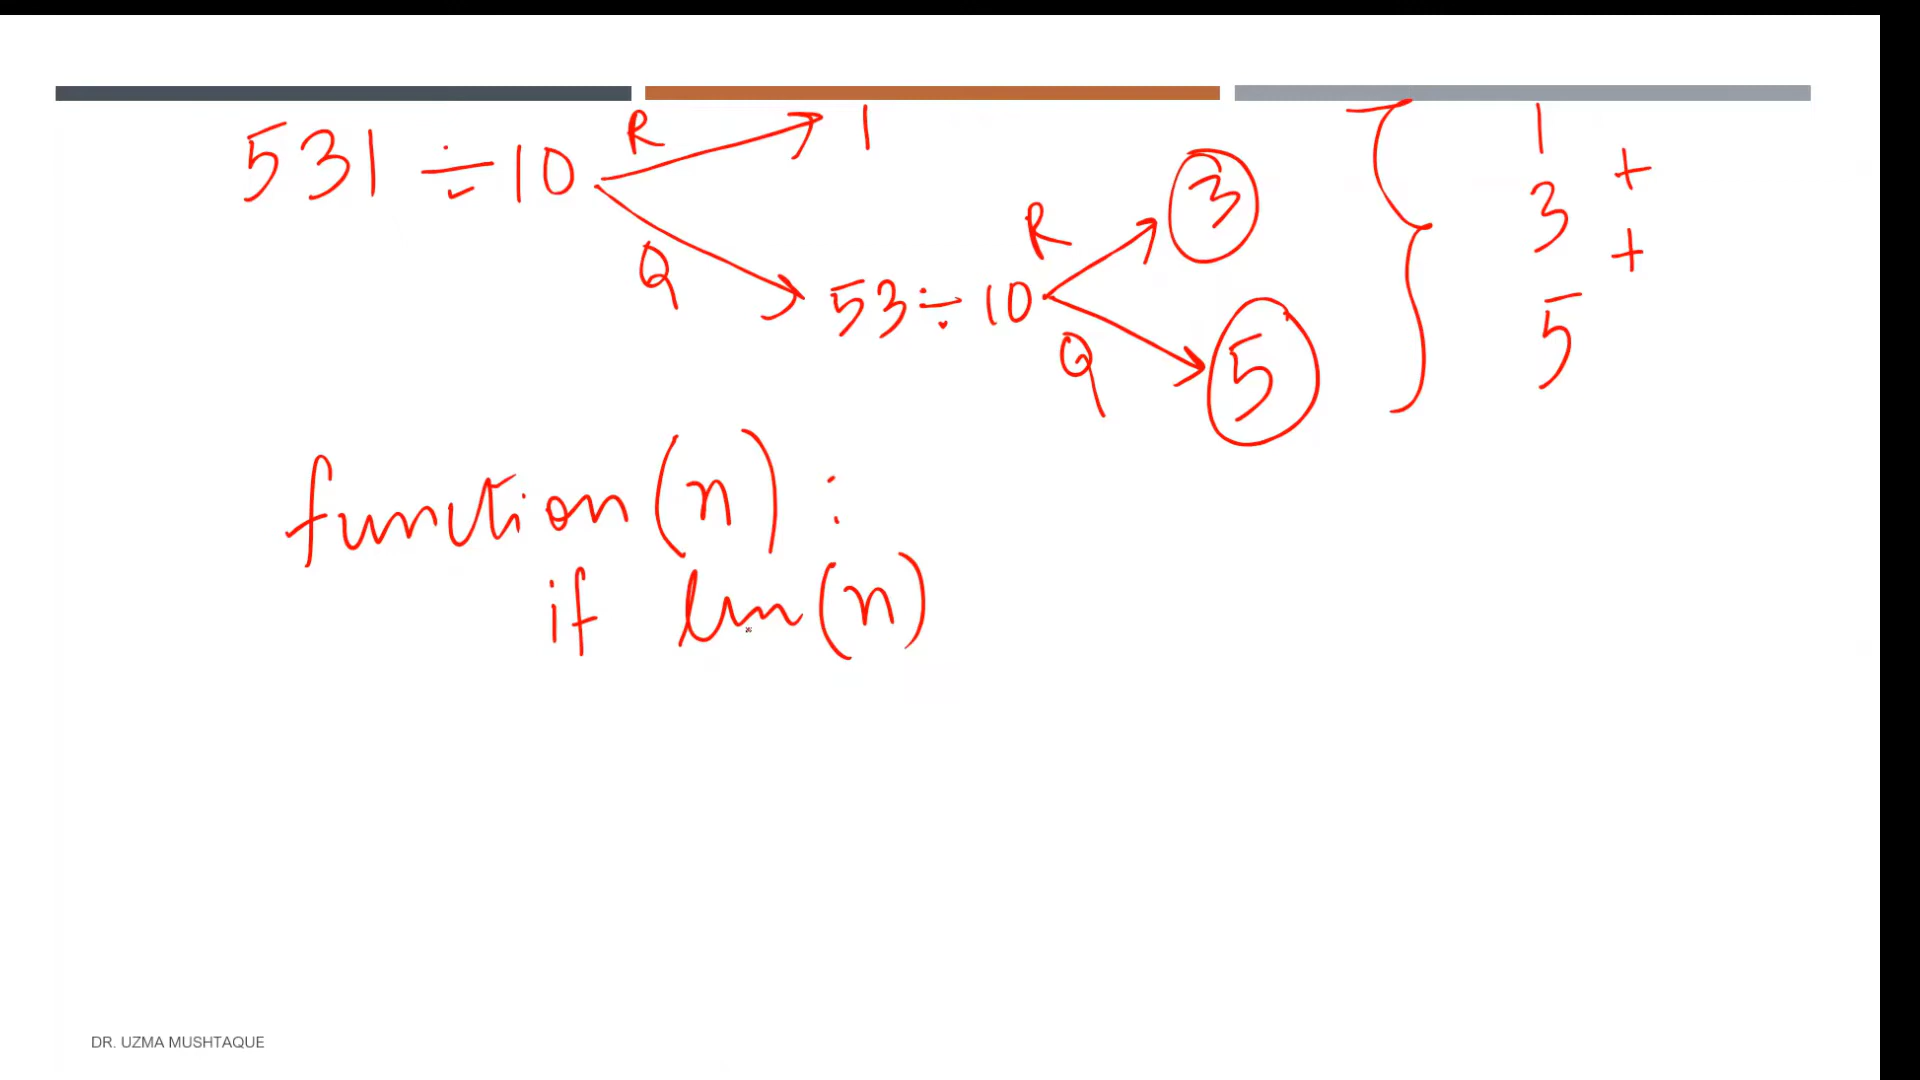 531 ÷ 10 R 1
Q 53 ÷ 10 R 3
Q 5
1 +
3 +
5
function(n):
if len(n)
DR. UZMA MUSHTAQUE